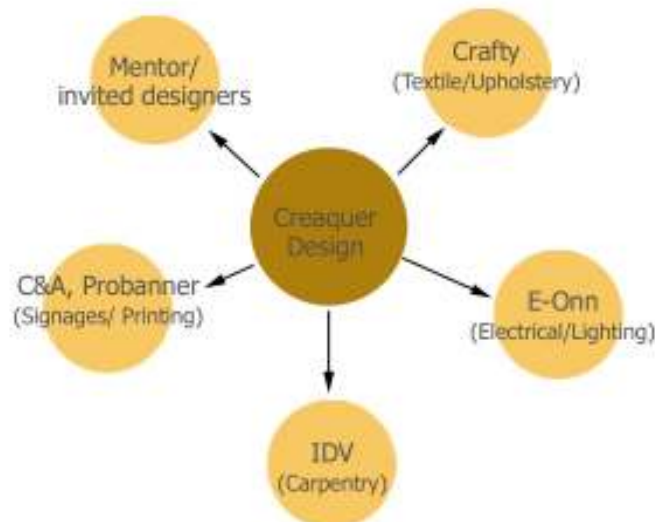 Mentor/
invited designers
Crafty
(Textile/Upholstery)
Creaquer
Design
C&A, Probanner
(Signages/ Printing)
E-Onn
(Electrical/Lighting)
IDV
(Carpentry)